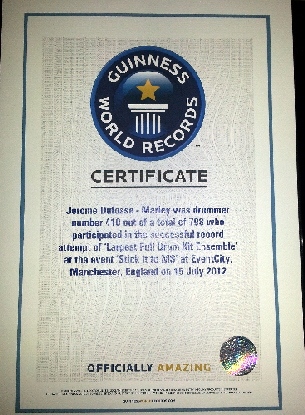 GUINNESS
WORLD RECORDS
CERTIFICATE
Jerome - Marley was drummer
number 410 out of a total of 798 who
participated in the successful record
attempt of 'Largest Full Drum Kit Ensemble'
at the event 'Stick It to MS' at EventCity,
Manchester, England on 15 July 2012
OFFICIALLY AMAZING